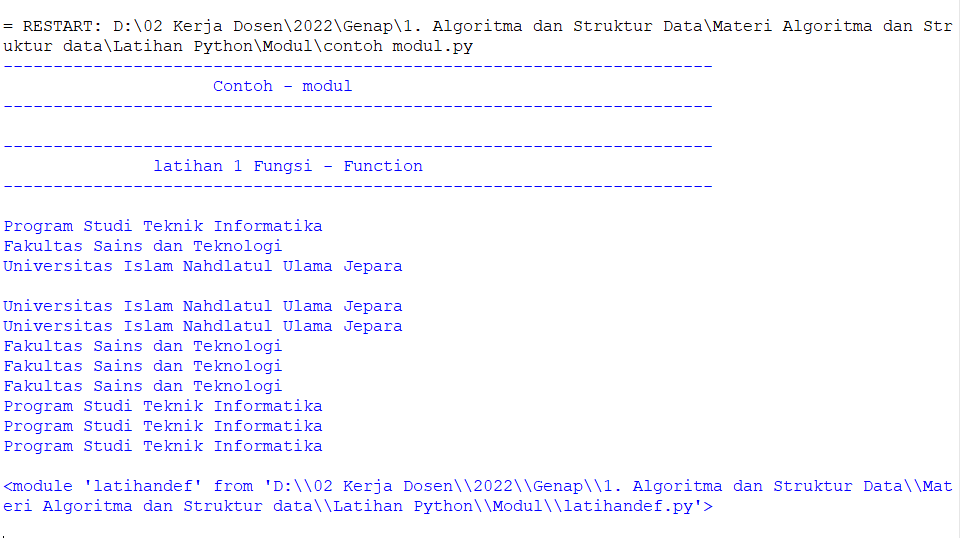 = RESTART: D:\02 Kerja Dosen\2022\Genap\1. Algoritma dan Struktur Data\Materi Algoritma dan Str
uktur data\Latihan Python\Modul\contoh modul.py
-----------------------------------------------------------------------
Contoh - modul
-----------------------------------------------------------------------
-----------------------------------------------------------------------
latihan 1 Fungsi - Function
-----------------------------------------------------------------------
Program Studi Teknik Informatika
Fakultas Sains dan Teknologi
Universitas Islam Nahdlatul Ulama Jepara
Universitas Islam Nahdlatul Ulama Jepara
Universitas Islam Nahdlatul Ulama Jepara
Fakultas Sains dan Teknologi
Fakultas Sains dan Teknologi
Fakultas Sains dan Teknologi
Program Studi Teknik Informatika
Program Studi Teknik Informatika
Program Studi Teknik Informatika
<module 'latihandef' from 'D:\\02 Kerja Dosen\\2022\\Genap\\1. Algoritma dan Struktur Data\\Mat
eri Algoritma dan Struktur data\\Latihan Python\\Modul\\latihandef.py'>